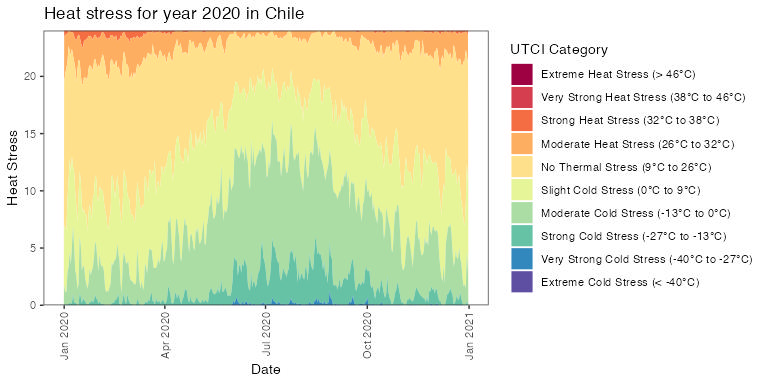 Heat stress for year 2020 in Chile
Heat Stress
20
15
10
5
0
Jan 2020
Apr 2020
Jul 2020
Oct 2020
Jan 2021
Date
UTCI Category
Extreme Heat Stress (> 46°C)
Very Strong Heat Stress (38°C to 46°C)
Strong Heat Stress (32°C to 38°C)
Moderate Heat Stress (26°C to 32°C)
No Thermal Stress (9°C to 26°C)
Slight Cold Stress (0°C to 9°C)
Moderate Cold Stress (-13°C to 0°C)
Strong Cold Stress (-27°C to -13°C)
Very Strong Cold Stress (-40°C to -27°C)
Extreme Cold Stress (< -40°C)